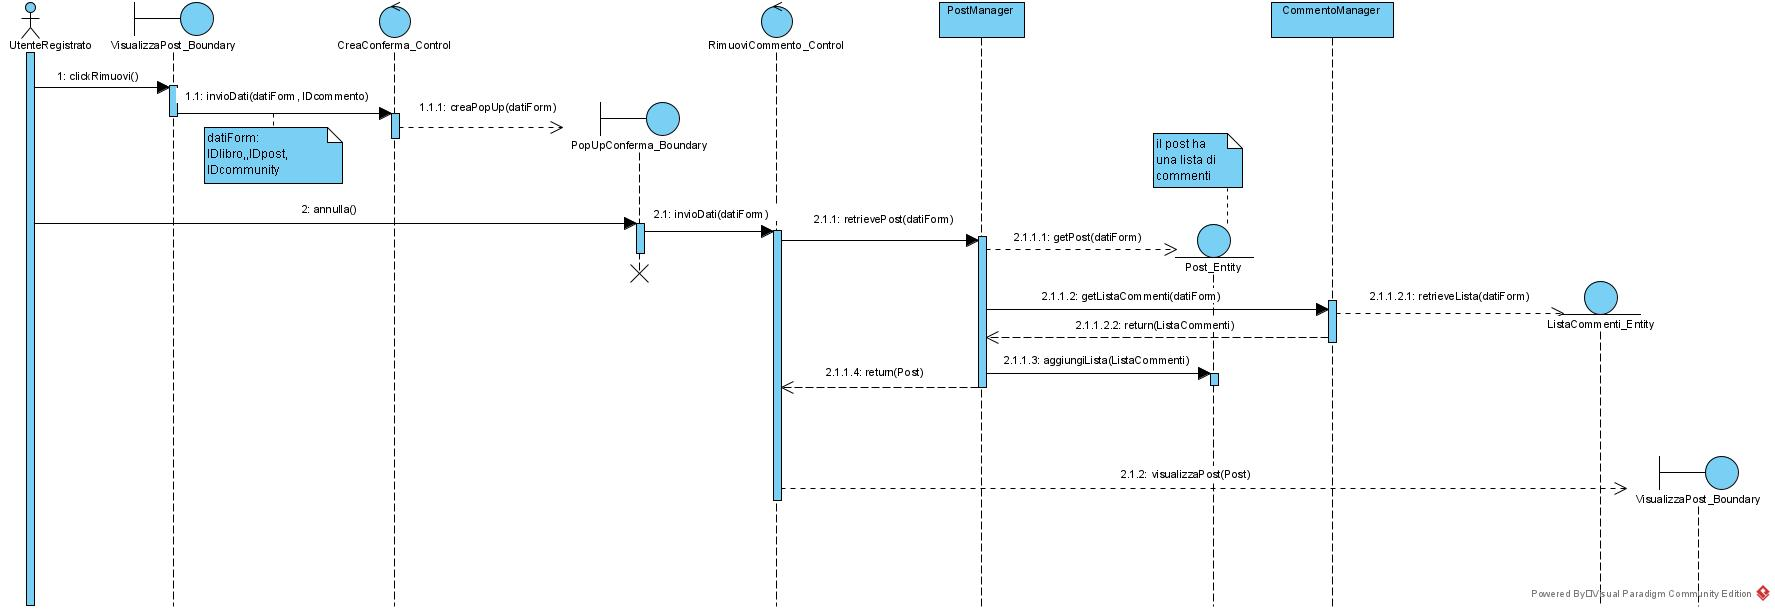 UtenteRegistrato
VisualizzaPost_Boundary
CreaConferma_Control
RimuoviCommento_Control
PostManager
CommentoManager
1: clickRimuovi()
1.1: invioDati(datiForm, IDcommento)
1.1.1: creaPopUp(datiForm)
datiForm:
IDlibro,,IDpost,
IDcommunity
PopUpConferma_Boundary
il post ha
una lista di
commenti
2: annulla()
2.1: invioDati(datiForm)
2.1.1: retrievePost(datiForm)
2.1.1.1: getPost(datiForm)
Post_Entity
2.1.1.2: getListaCommenti(datiForm)
2.1.1.2.1: retrieveLista(datiForm)
ListaCommenti_Entity
2.1.1.2.2: return(ListaCommenti)
2.1.1.3: aggiungiLista(ListaCommenti)
2.1.1.4: return(Post)
2.1.2: visualizzaPost(Post)
VisualizzaPost_Boundary
Powered By Visual Paradigm Community Edition